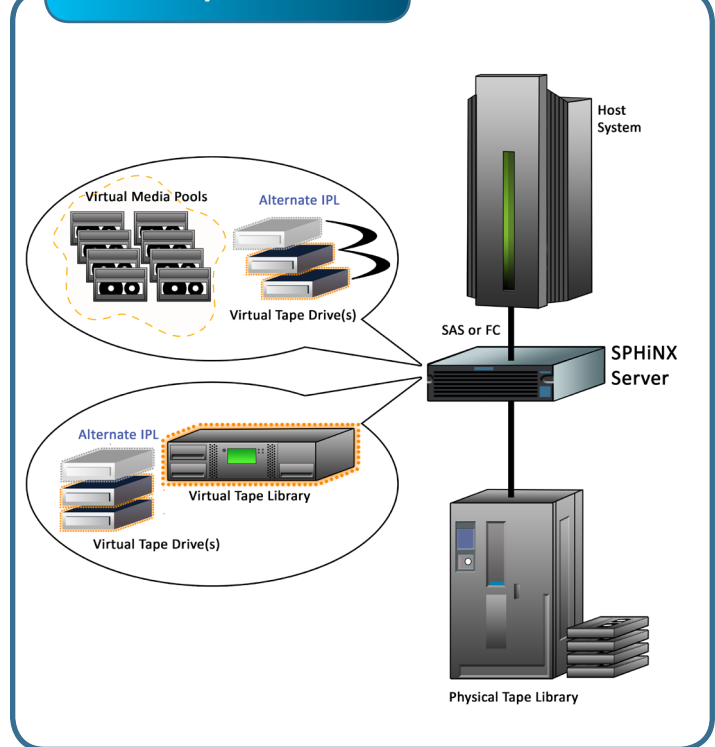 Host
System
Virtual Media Pools
Alternate IPL
Virtual Tape Drive(s)
SAS or FC
SPHiNX
Server
Alternate IPL
Virtual Tape Library
Virtual Tape Drive(s)
Physical Tape Library